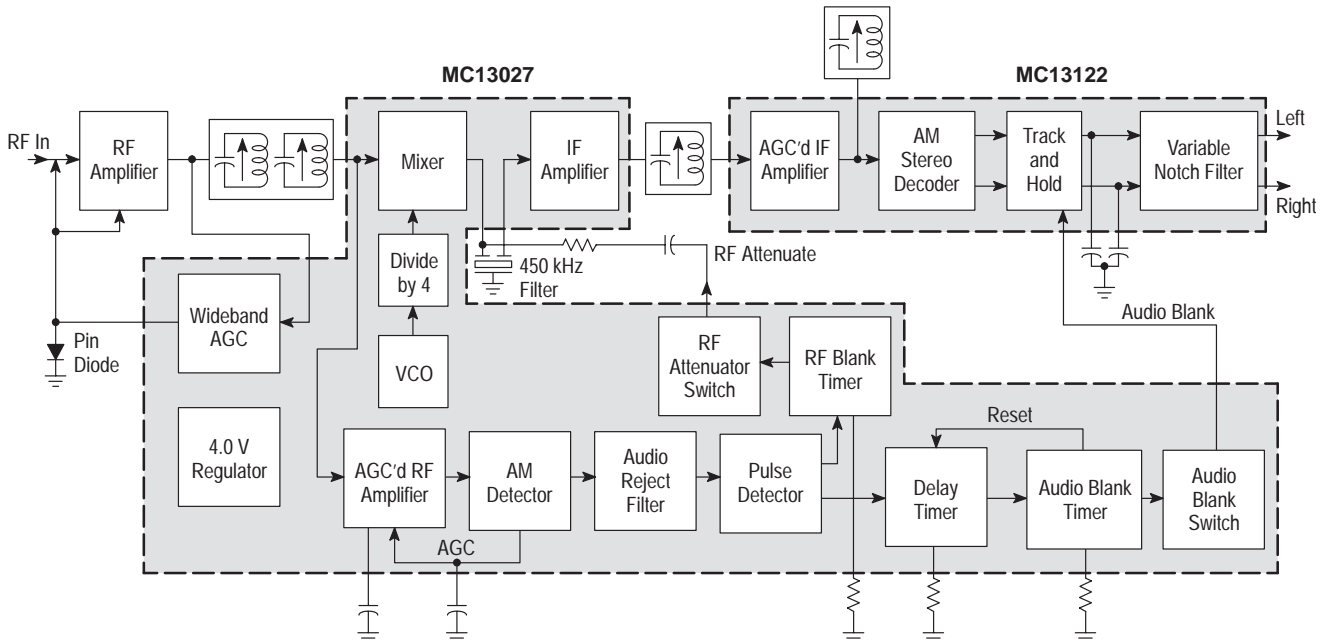 MC13027
MC13122
RF In
RF
Amplifier
Mixer
IF
Amplifier
AGC'd IF
Amplifier
AM
Stereo
Decoder
Track
and
Hold
Variable
Notch Filter
Left
Right
Divide
by 4
450 kHz
Filter
RF Attenuate
Wideband
AGC
Pin
Diode
VCO
RF
Attenuator
Switch
RF Blank
Timer
Audio Blank
4.0 V
Regulator
AGC'd RF
Amplifier
AM
Detector
Audio
Reject
Filter
Pulse
Detector
Reset
Delay
Timer
Audio Blank
Timer
Audio
Blank
Switch
AGC